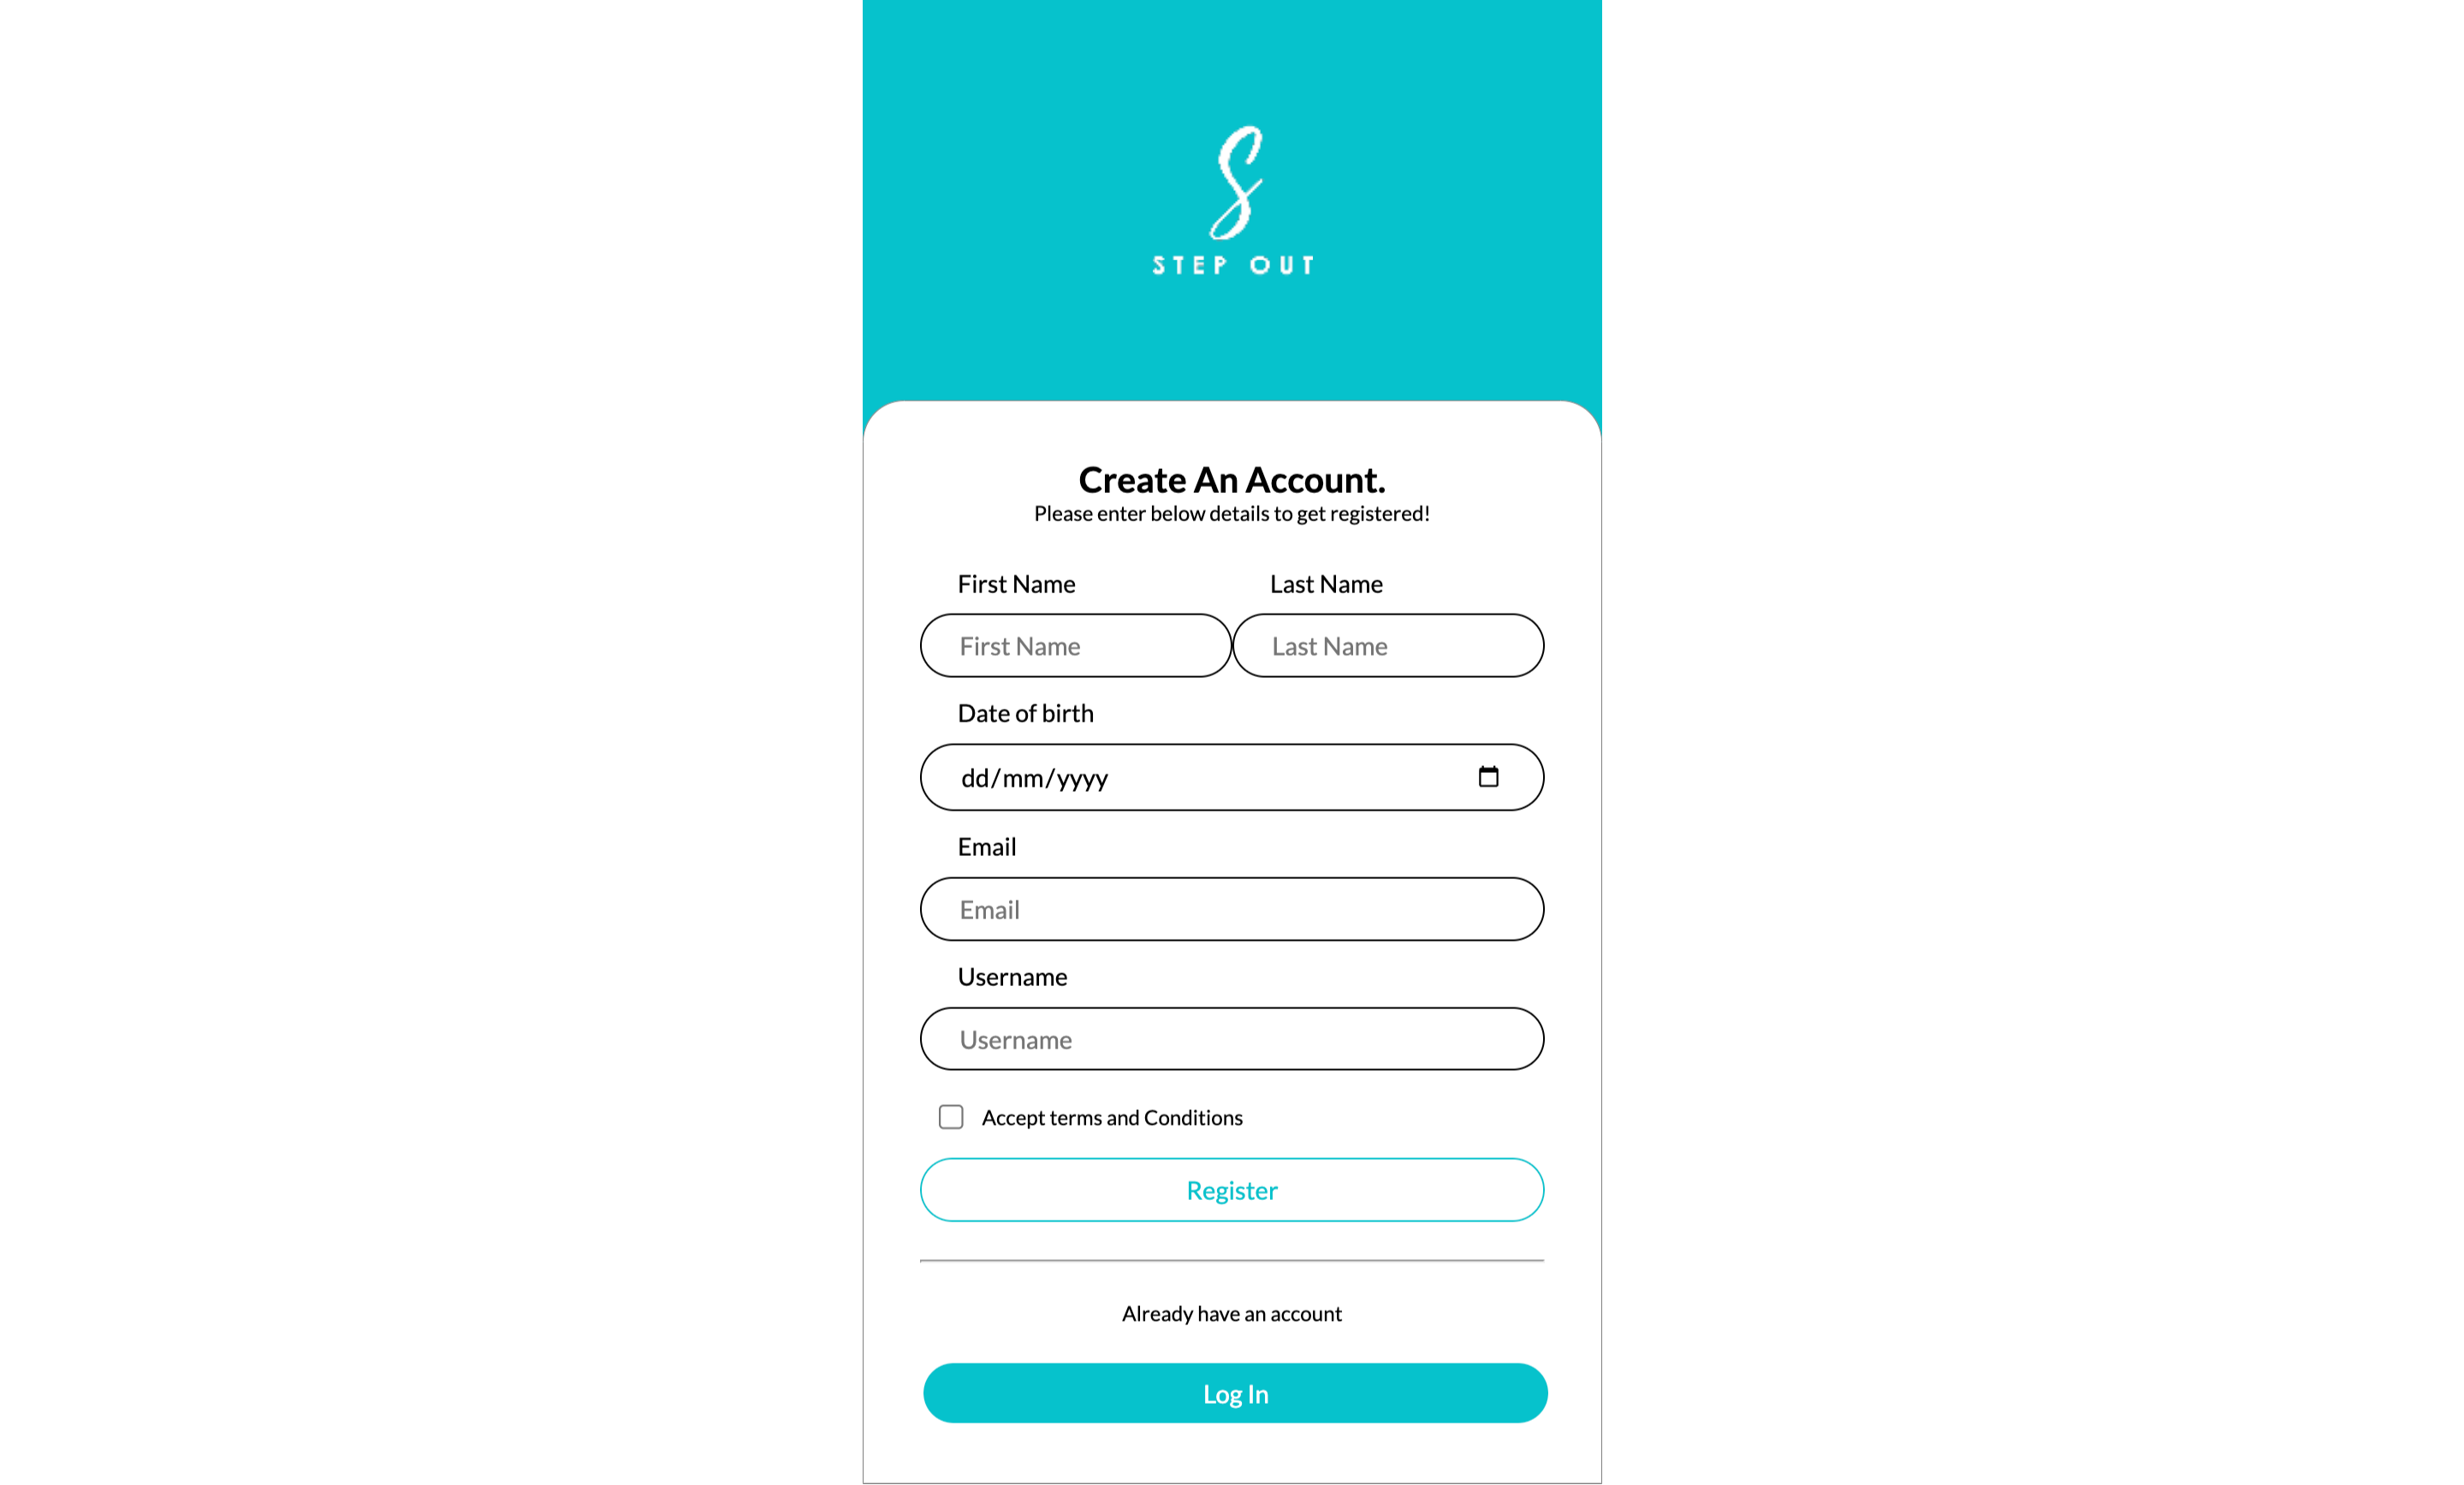 S
STEP OUT
Create An Account.
Please enter below details to get registered!
First Name Last Name
First Name Last Name
Date of birth
dd/mm/yyyy
Email
Email
Username
Username
Accept terms and Conditions
Register
Already have an account
Log In